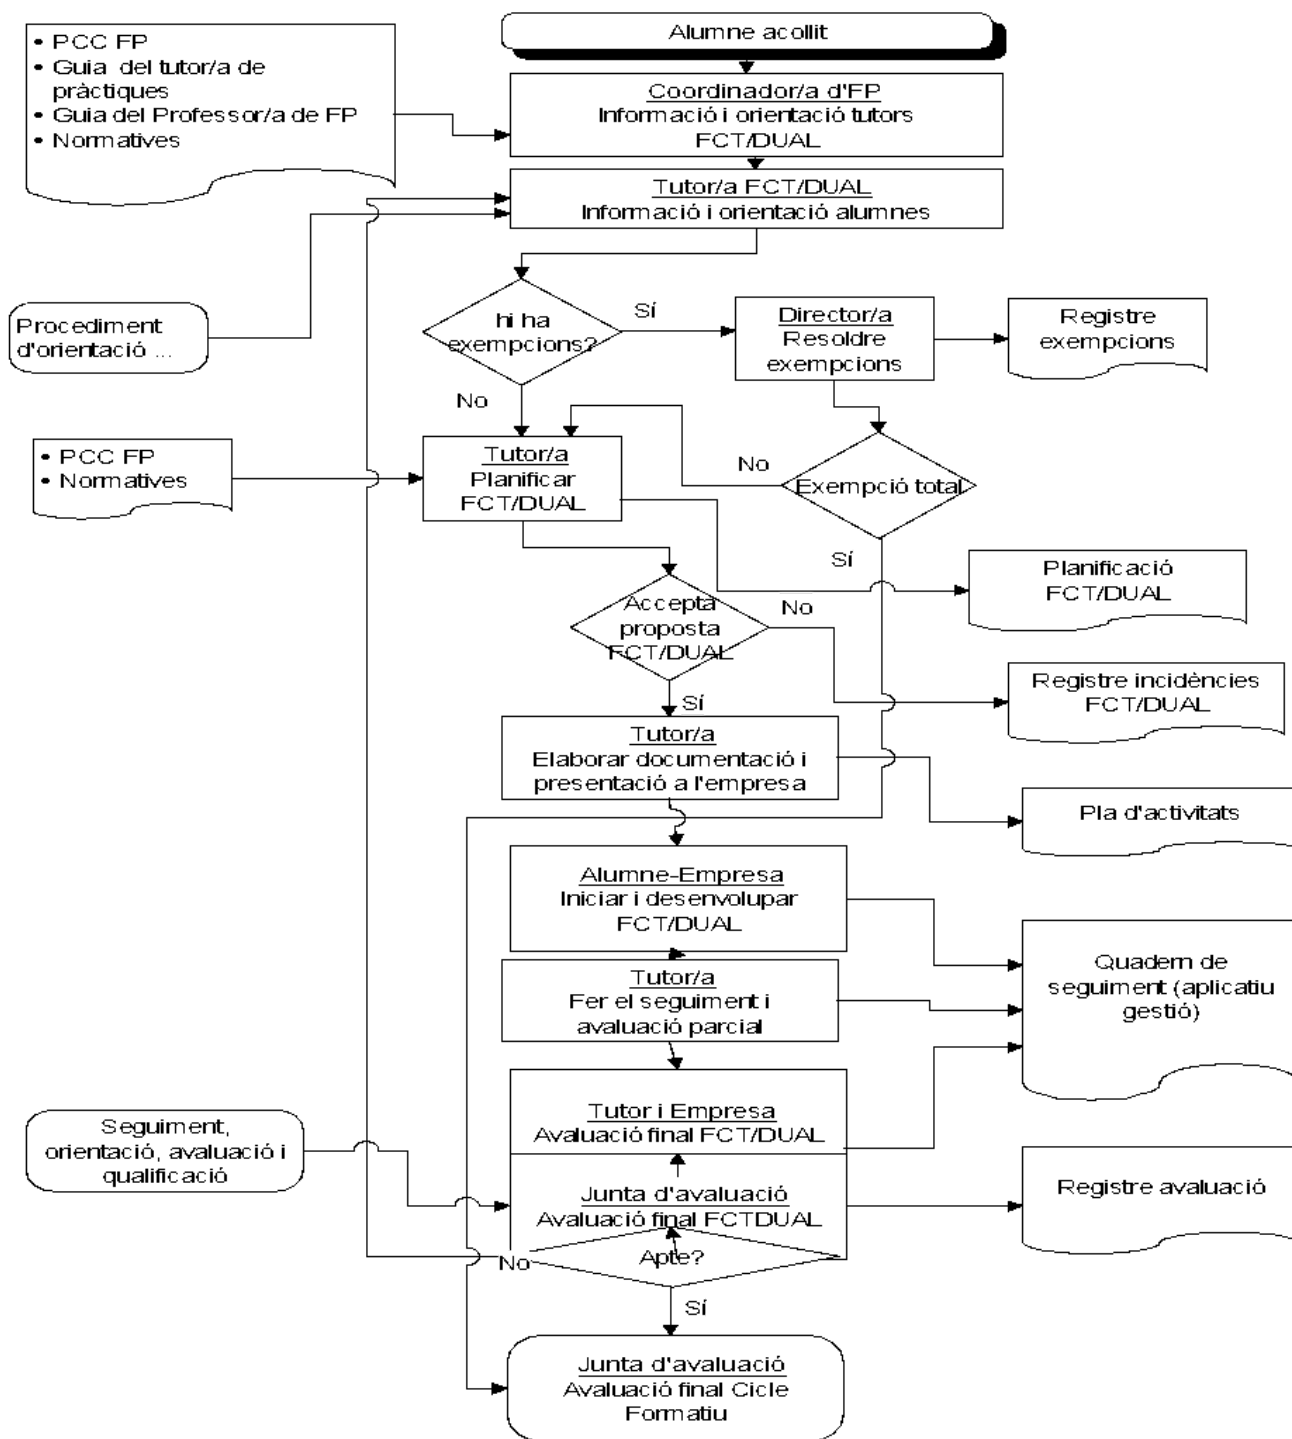 Alumne acollit
• PCC FP
• Guia del tutor/a de
pràctiques
• Guia del Professor/a de FP
• Normatives
Coordinador/a d'FP
Informació i orientació tutors
FCT/DUAL
Tutor/a FCT/DUAL
Informació i orientació alumnes
Procediment
d'orientació ...
hi ha
exempcions?
Sí
No
Director/a
Resoldre
exempcions
Registre
exempcions
• PCC FP
• Normatives
Tutor/a
Planificar
FCT/DUAL
No
Exempció total
Sí
Planificació
FCT/DUAL
Accepta
proposta
FCT/DUAL
No
Sí
Registre incidències
FCT/DUAL
Tutor/a
Elaborar documentació i
presentació a l'empresa
Pla d'activitats
Alumne-Empresa
Iniciar i desenvolupar
FCT/DUAL
Quadern de
seguiment (aplicatiu
gestió)
Tutor/a
Fer el seguiment i
avaluació parcial
Tutor i Empresa
Avaluació final FCT/DUAL
Seguiment,
orientació, avaluació i
qualificació
Junta d'avaluació
Avaluació final FCTDUAL
Registre avaluació
Apte?
No
Sí
Junta d'avaluació
Avaluació final Cicle
Formatiu